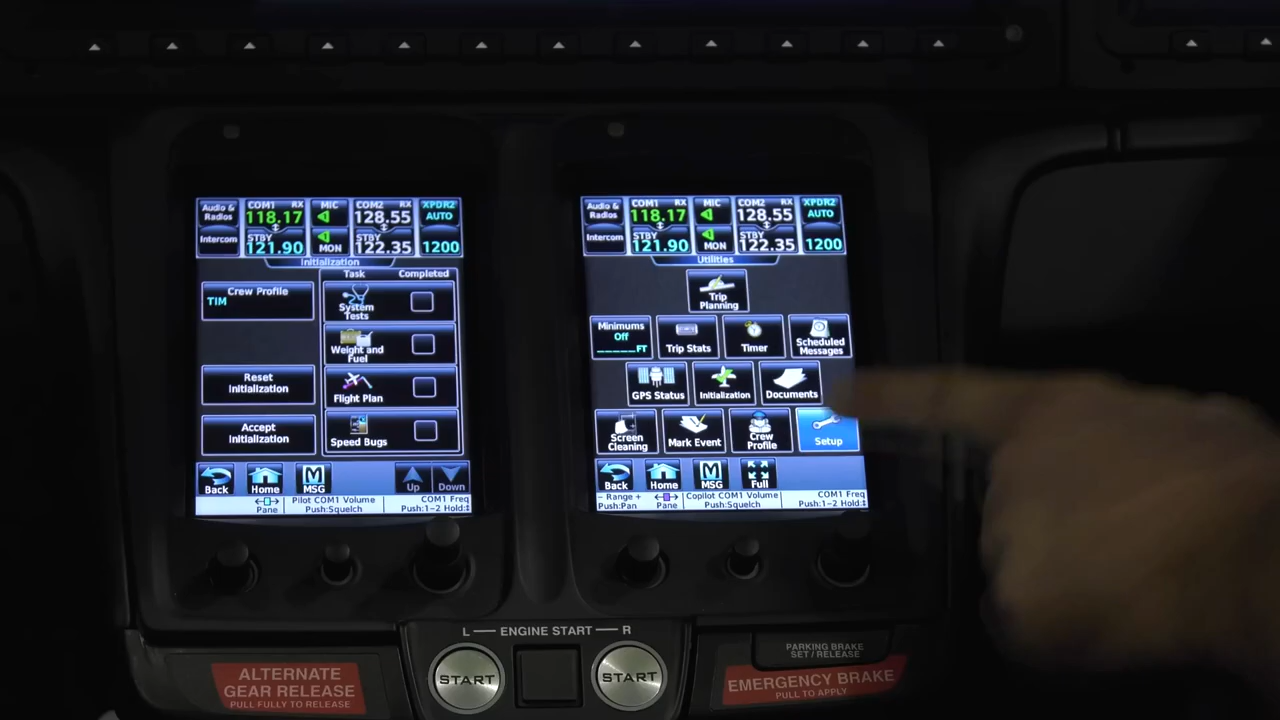 Audio & Radios
Intercom
COM1 RX
118.17
STBY
121.90
MIC
MON
COM2 RX
128.55
STBY
122.35
XPDR2
AUTO
1200
Initialization
Task Completed
Crew Profile
TIM
System
Tests
Weight and
Fuel
Reset
Initialization
Flight Plan
Accept
Initialization
Speed Bugs
Back
Home
MSG
Up
Down
Pane
Pilot COM1 Volume
Push:Squelch
COM1 Freq
Push:1-2 Hold:↕
Audio & Radios
Intercom
COM1 RX
118.17
STBY
121.90
MIC
MON
COM2 RX
128.55
STBY
122.35
XPDR2
AUTO
1200
Utilities
Trip
Planning
Minimums
Off
_____FT
Trip Stats
Timer
Scheduled
Messages
GPS Status
Initialization
Documents
Screen
Cleaning
Mark Event
Crew
Profile
Setup
Back
Home
MSG
Full
- Range +
Push:Pan
Pane
Copilot COM1 Volume
Push:Squelch
COM1 Freq
Push:1-2 Hold:↕
L — ENGINE START — R
START
START
ALTERNATE
GEAR RELEASE
PULL FULLY TO RELEASE
PARKING BRAKE
SET / RELEASE
EMERGENCY BRAKE
PULL TO APPLY